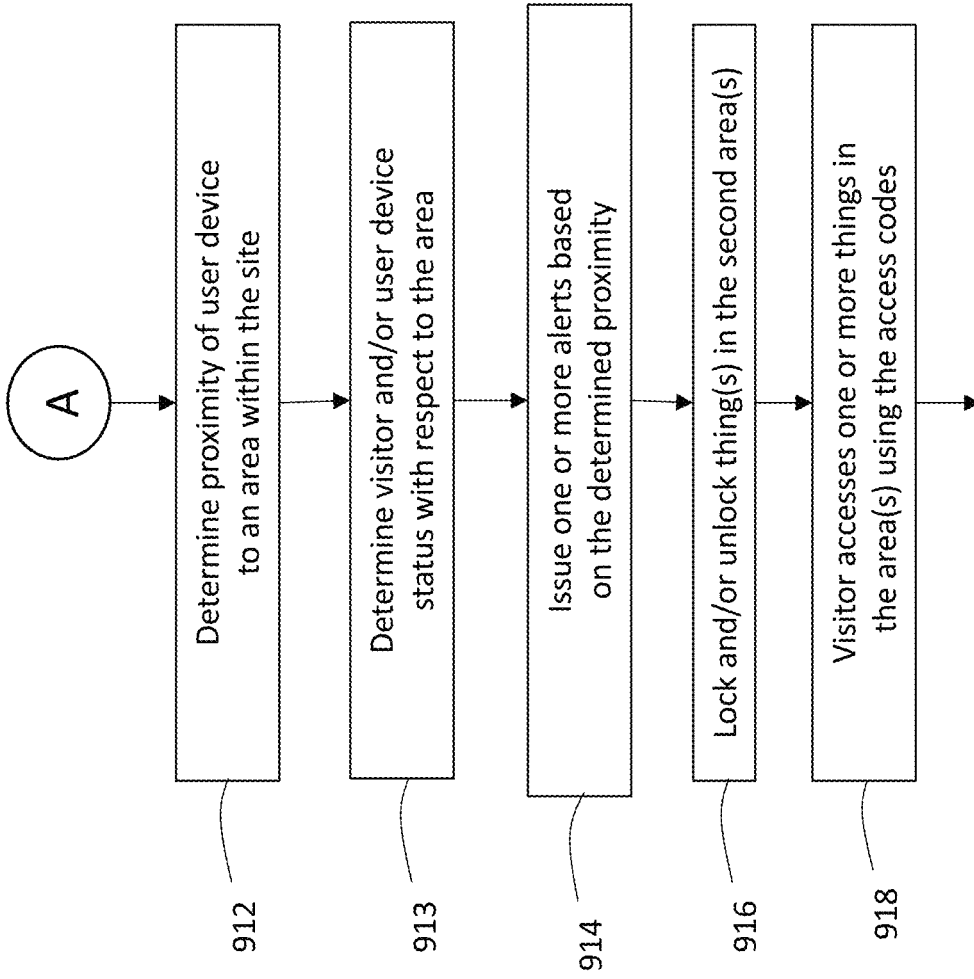 A
Determine proximity of user device
to an area within the site
912
Determine visitor and/or user device
status with respect to the area
913
Issue one or more alerts based
on the determined proximity
914
Lock and/or unlock thing(s) in the second area(s)
916
Visitor accesses one or more things in
the area(s) using the access codes
918